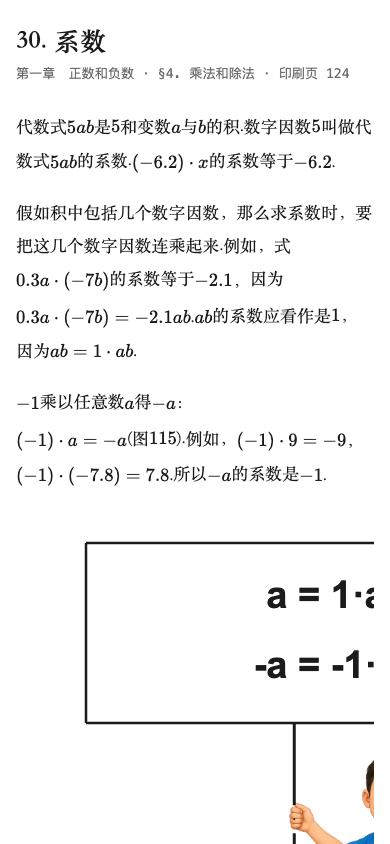 30. 系数
第一章 正数和负数 · §4. 乘法和除法 · 印刷页 124
代数式5ab是5和变数a与b的积.数字因数5叫做代
数式5ab的系数.(−6.2) · x的系数等于−6.2.
假如积中包括几个数字因数，那么求系数时，要
把这几个数字因数连乘起来.例如，式
0.3a · (−7b)的系数等于−2.1，因为
0.3a · (−7b) = −2.1ab.ab的系数应看作是1，
因为ab = 1 · ab.
−1乘以任意数a得−a：
(−1) · a = −a(图115).例如，(−1) · 9 = −9，
(−1) · (−7.8) = 7.8.所以−a的系数是−1.
a = 1·a
-a = -1·